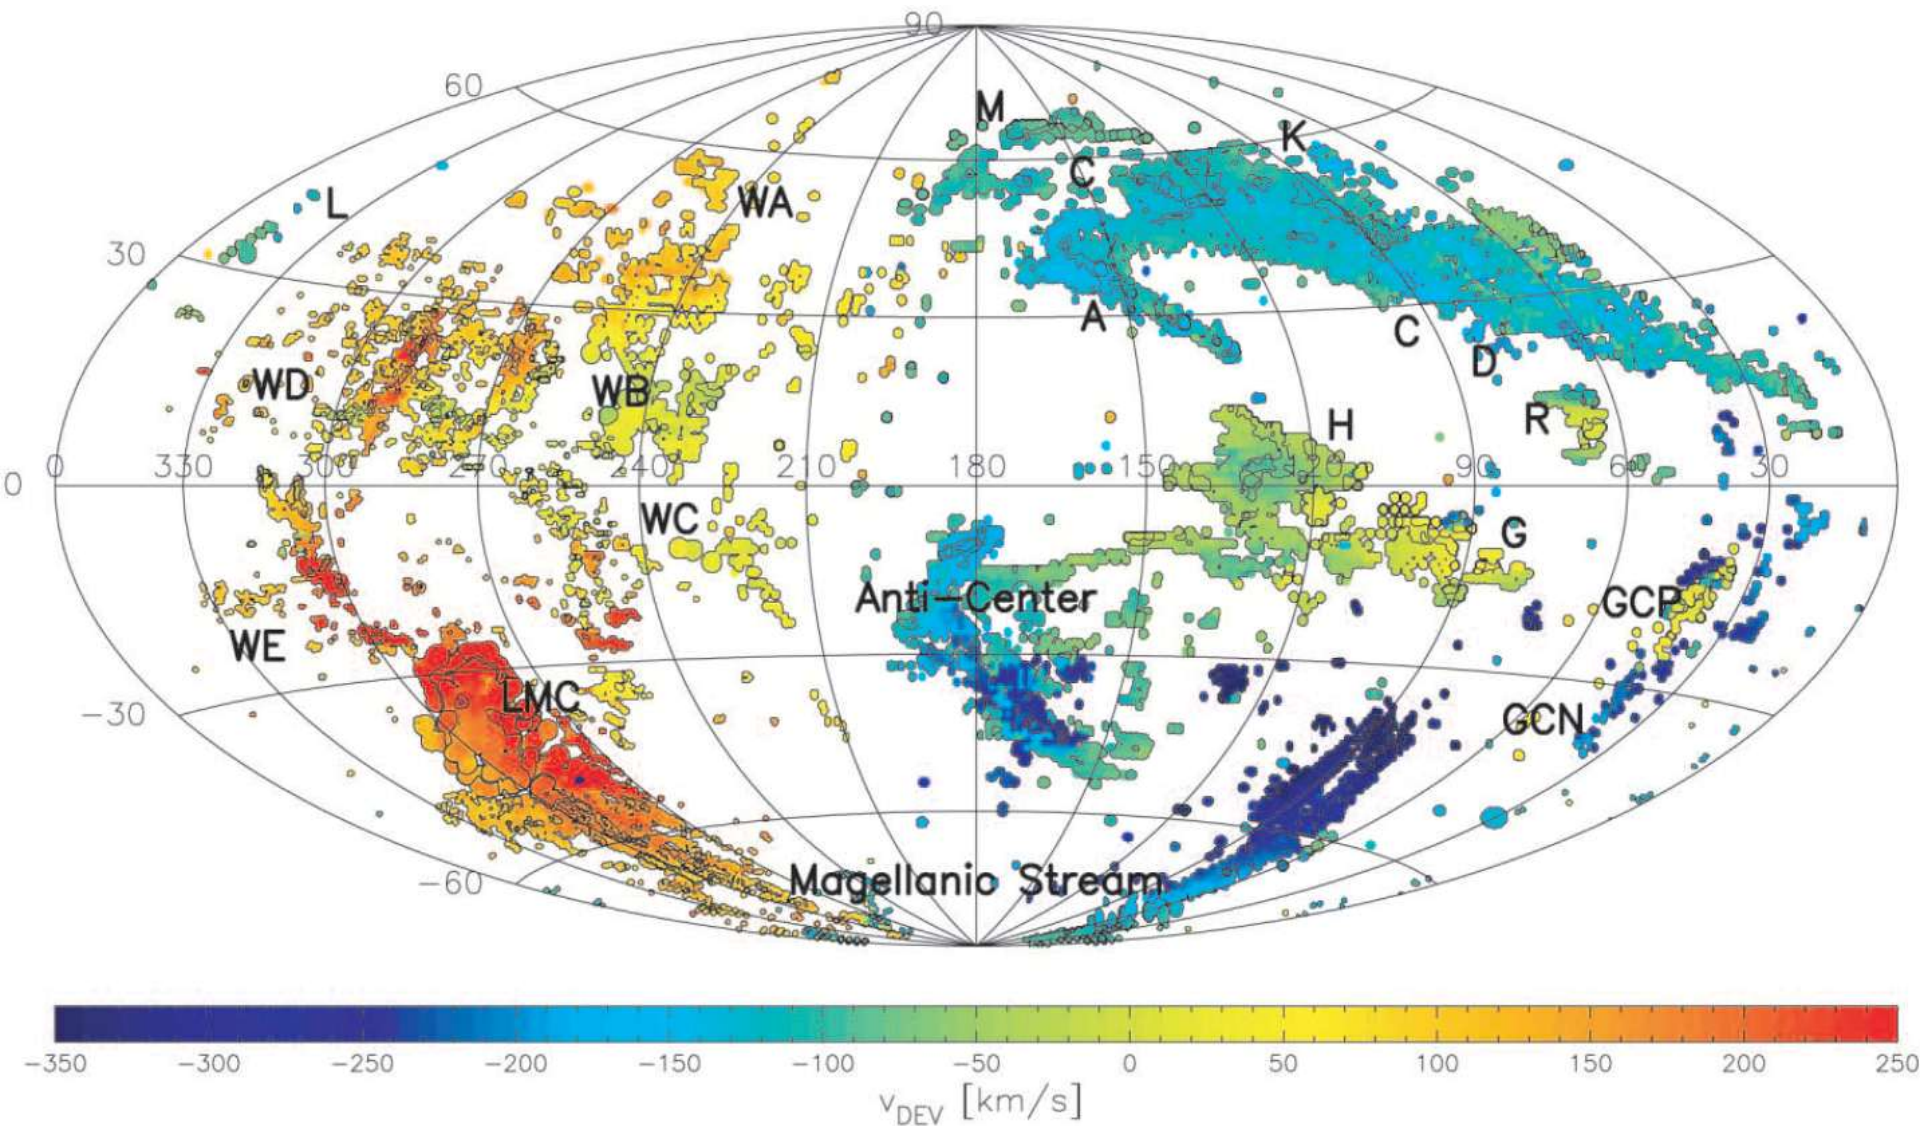 90
60
M
K
C
WA
L
30
A
C
D
WD
WB
R
H
0
0 330 300 270 240 210 180 150 120 90 60 30
WC
G
Anti-Center
GCP
WE
LMC
-30
GCN
-60
Magellanic Stream
-350 -300 -250 -200 -150 -100 -50 0 50 100 150 200 250
vDEV [km/s]